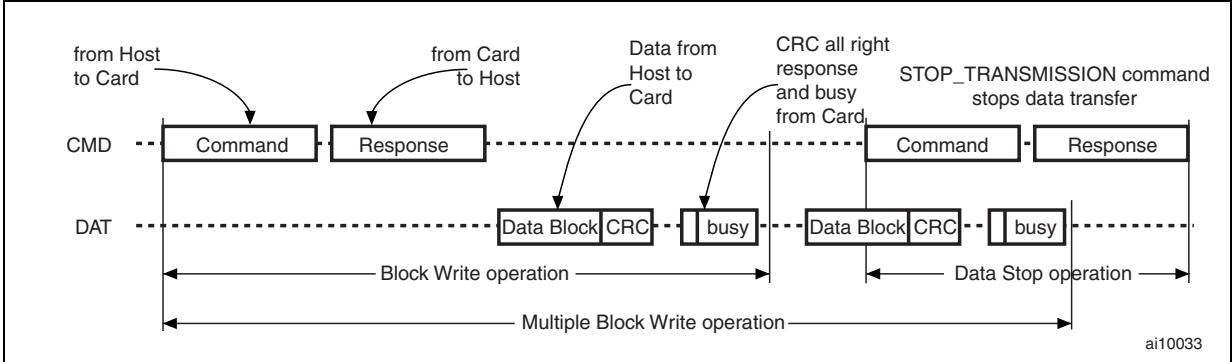 from Host
to Card
from Card
to Host
Data from
Host to
Card
CRC all right
response
and busy
from Card
STOP_TRANSMISSION command
stops data transfer
CMD
Command
Response
Command
Response
DAT
Data Block
CRC
busy
Data Block
CRC
busy
Block Write operation
Data Stop operation
Multiple Block Write operation
ai10033